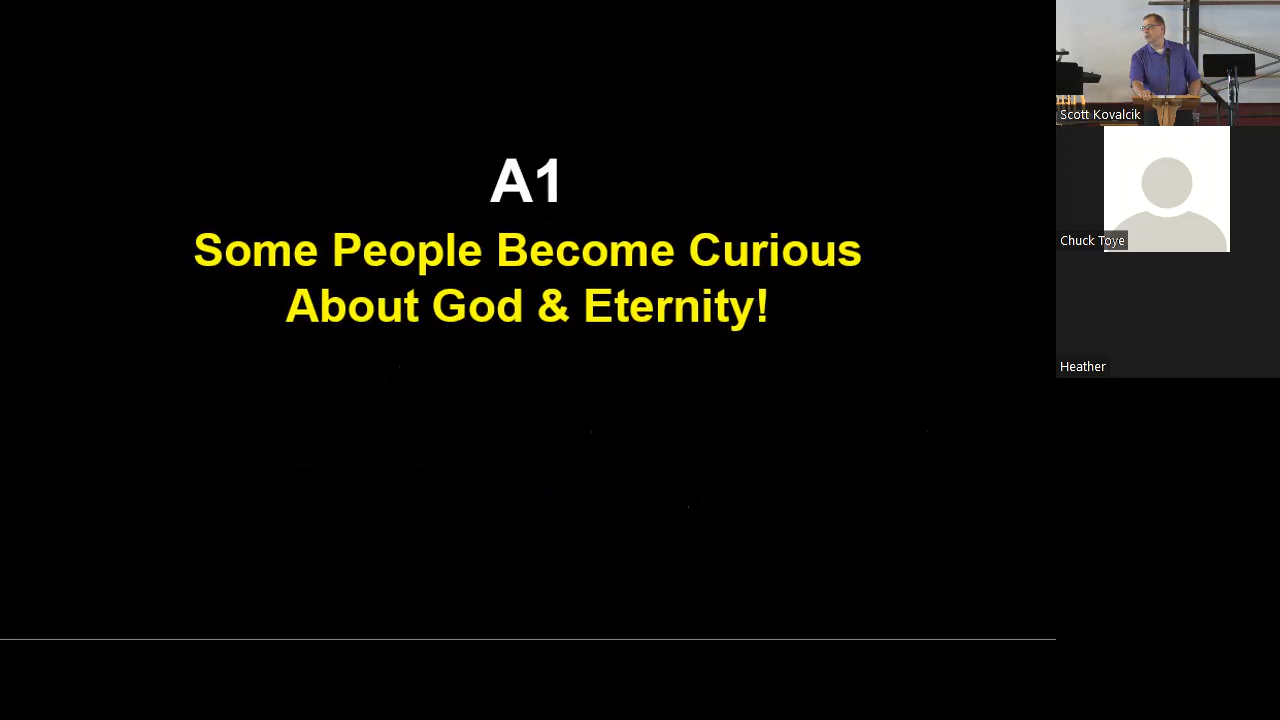 A1
Some People Become Curious
About God & Eternity!
Scott Kovalcik
Chuck Toye
Heather